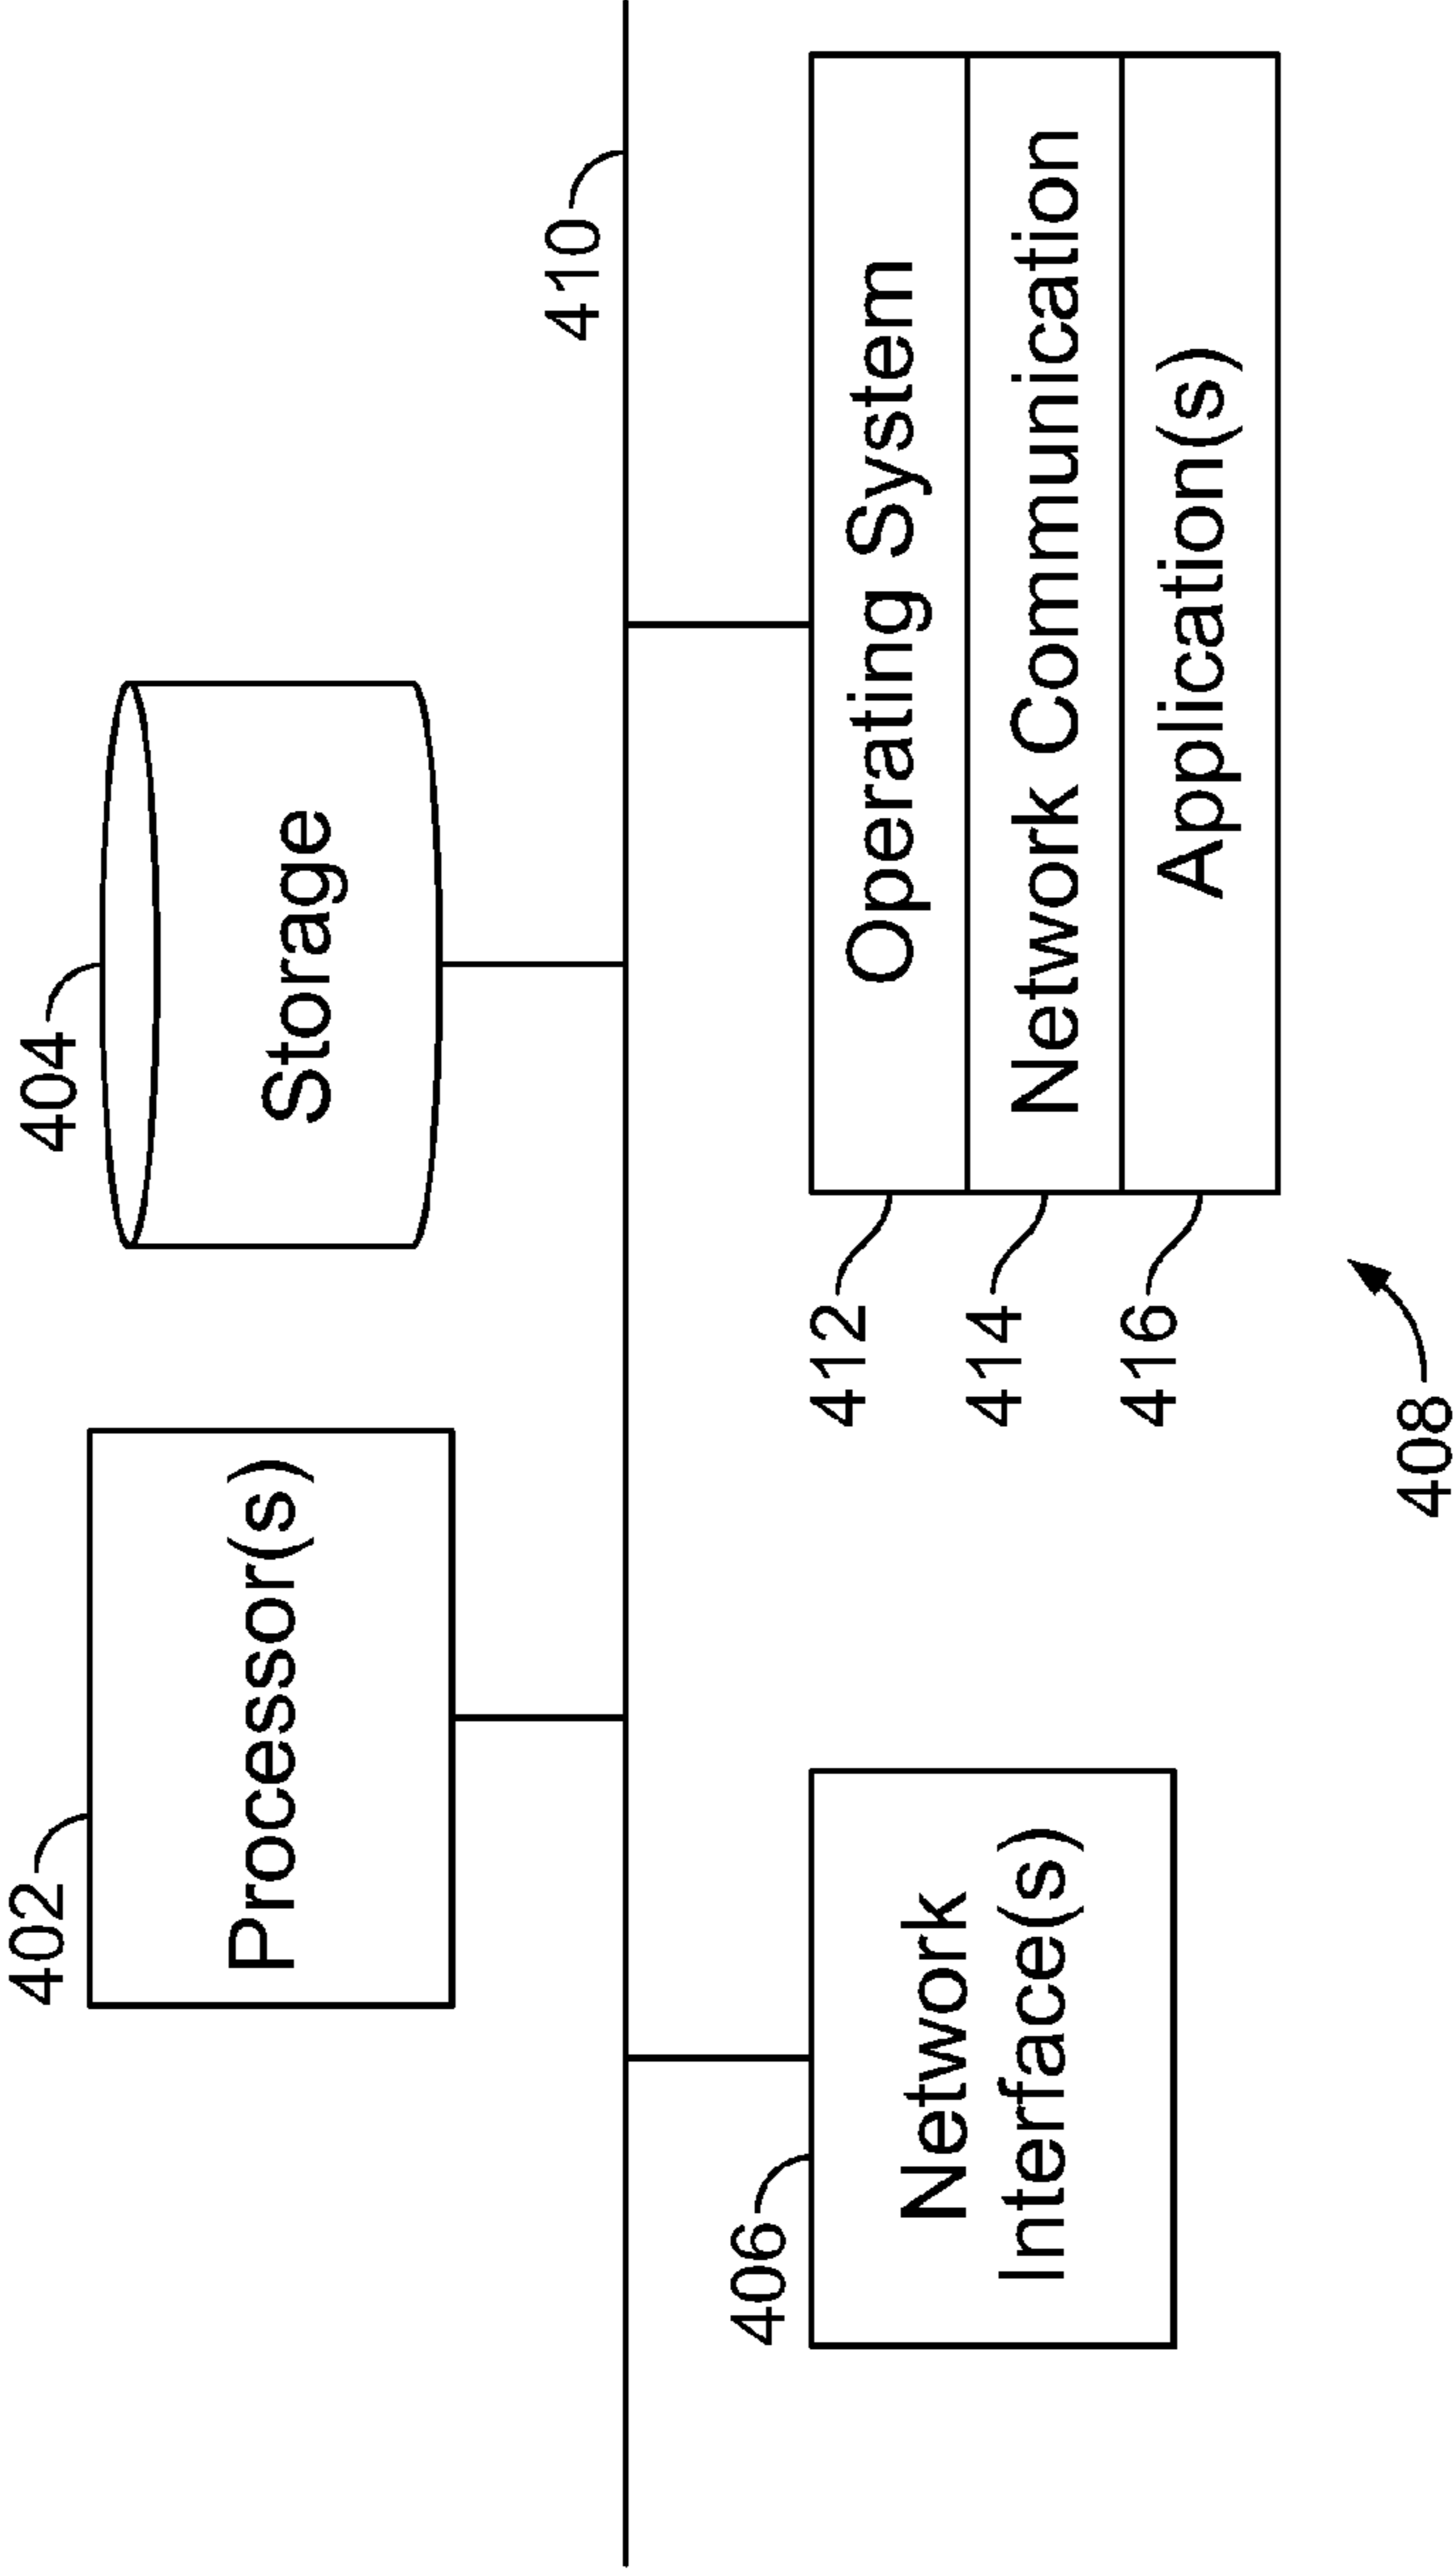 402
Processor(s)
404
Storage
410
406
Network
Interface(s)
412
Operating System
414
Network Communication
416
Application(s)
408